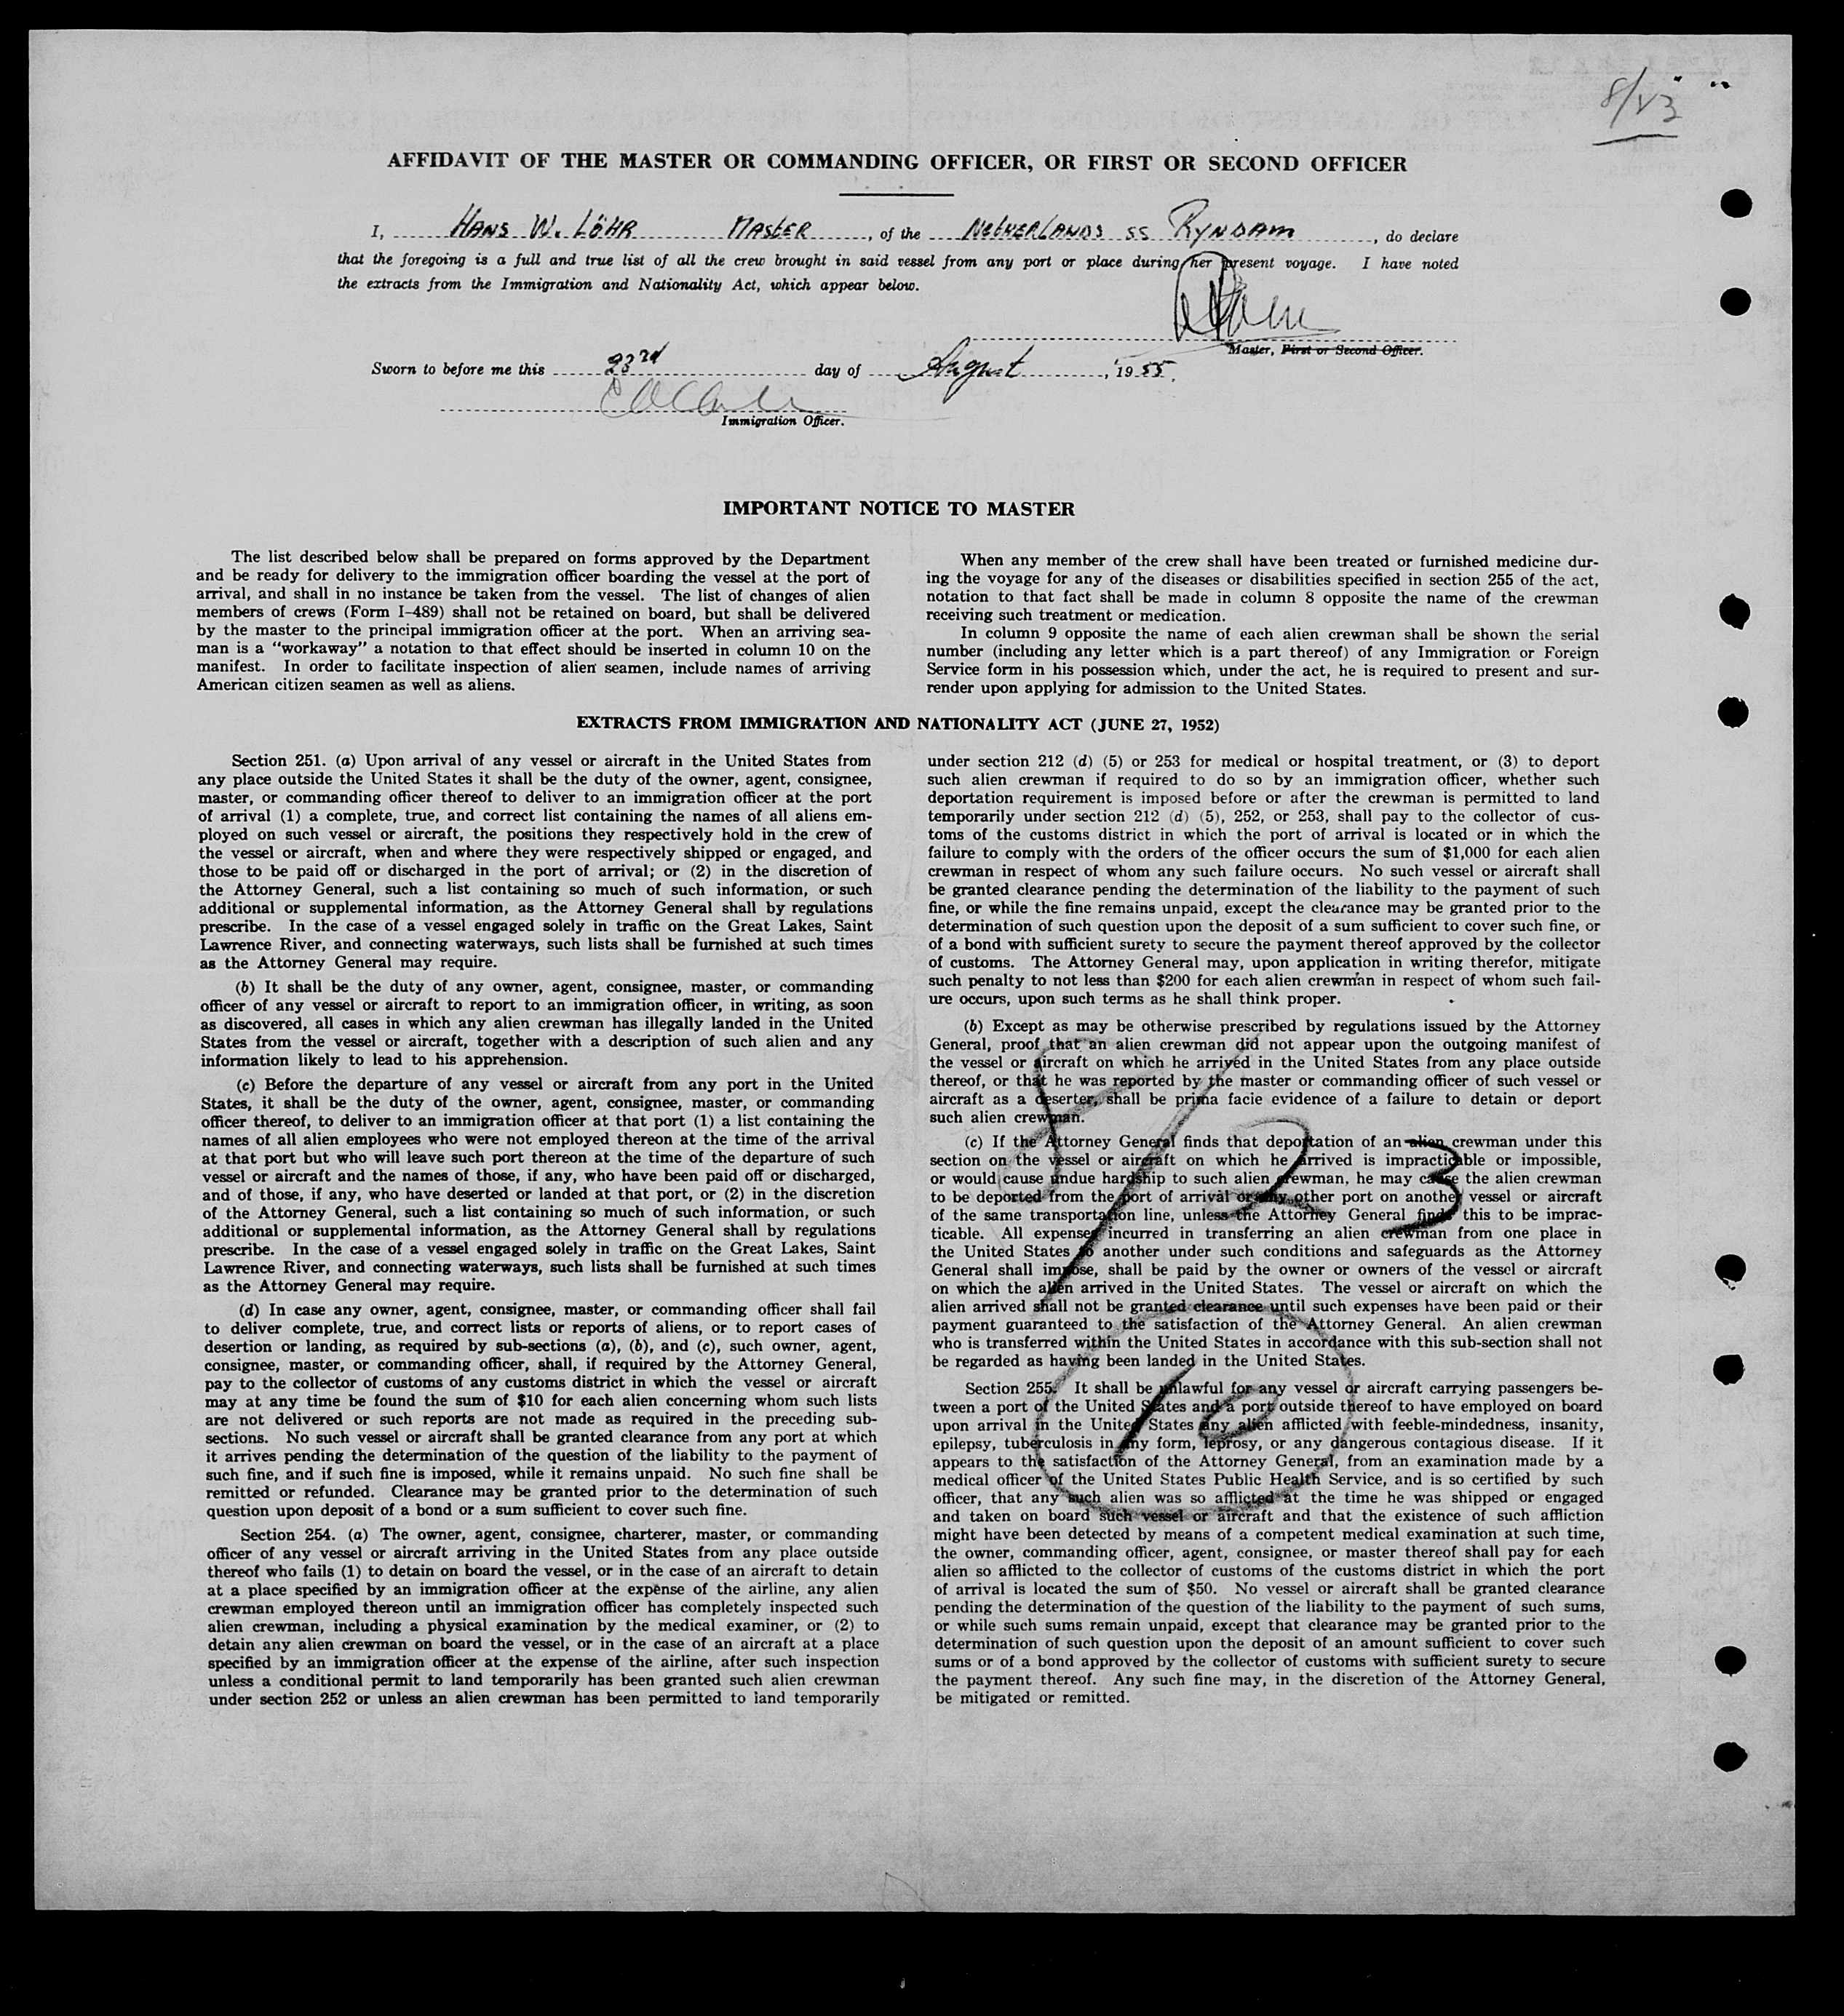 8/23
AFFIDAVIT OF THE MASTER OR COMMANDING OFFICER, OR FIRST OR SECOND OFFICER
I, HANS W. LÖHR MASTER, of the NETHERLANDS SS RYNDAM, do declare
that the foregoing is a full and true list of all the crew brought in said vessel from any port or place during her present voyage. I have noted
the extracts from the Immigration and Nationality Act, which appear below.
Master, First or Second Officer.
Sworn to before me this 23rd day of August, 1955.
Immigration Officer.
IMPORTANT NOTICE TO MASTER
The list described below shall be prepared on forms approved by the Department
and be ready for delivery to the immigration officer boarding the vessel at the port of
arrival, and shall in no instance be taken from the vessel. The list of changes of alien
members of crews (Form I-489) shall not be retained on board, but shall be delivered
by the master to the principal immigration officer at the port. When an arriving sea-
man is a "workaway" a notation to that effect should be inserted in column 10 on the
manifest. In order to facilitate inspection of alien seamen, include names of arriving
American citizen seamen as well as aliens.
When any member of the crew shall have been treated or furnished medicine dur-
ing the voyage for any of the diseases or disabilities specified in section 255 of the act,
notation to that fact shall be made in column 8 opposite the name of the crewman
receiving such treatment or medication.
In column 9 opposite the name of each alien crewman shall be shown the serial
number (including any letter which is a part thereof) of any Immigration or Foreign
Service form in his possession which, under the act, he is required to present and sur-
render upon applying for admission to the United States.
EXTRACTS FROM IMMIGRATION AND NATIONALITY ACT (JUNE 27, 1952)
Section 251. (a) Upon arrival of any vessel or aircraft in the United States from
any place outside the United States it shall be the duty of the owner, agent, consignee,
master, or commanding officer thereof to deliver to an immigration officer at the port
of arrival (1) a complete, true, and correct list containing the names of all aliens em-
ployed on such vessel or aircraft, the positions they respectively hold in the crew of
the vessel or aircraft, when and where they were respectively shipped or engaged, and
those to be paid off or discharged in the port of arrival; or (2) in the discretion of
the Attorney General, such a list containing so much of such information, or such
additional or supplemental information, as the Attorney General shall by regulations
prescribe. In the case of a vessel engaged solely in traffic on the Great Lakes, Saint
Lawrence River, and connecting waterways, such lists shall be furnished at such times
as the Attorney General may require.
(b) It shall be the duty of any owner, agent, consignee, master, or commanding
officer of any vessel or aircraft to report to an immigration officer, in writing, as soon
as discovered, all cases in which any alien crewman has illegally landed in the United
States from the vessel or aircraft, together with a description of such alien and any
information likely to lead to his apprehension.
(c) Before the departure of any vessel or aircraft from any port in the United
States, it shall be the duty of the owner, agent, consignee, master, or commanding
officer thereof, to deliver to an immigration officer at that port (1) a list containing the
names of all alien employees who were not employed thereon at the time of the arrival
at that port but who will leave such port thereon at the time of the departure of such
vessel or aircraft and the names of those, if any, who have been paid off or discharged,
and of those, if any, who have deserted or landed at that port, or (2) in the discretion
of the Attorney General, such a list containing so much of such information, or such
additional or supplemental information, as the Attorney General shall by regulations
prescribe. In the case of a vessel engaged solely in traffic on the Great Lakes, Saint
Lawrence River, and connecting waterways, such lists shall be furnished at such times
as the Attorney General may require.
(d) In case any owner, agent, consignee, master, or commanding officer shall fail
to deliver complete, true, and correct lists or reports of aliens, or to report cases of
desertion or landing, as required by sub-sections (a), (b), and (c), such owner, agent,
consignee, master, or commanding officer, shall, if required by the Attorney General,
pay to the collector of customs of any customs district in which the vessel or aircraft
may at any time be found the sum of $10 for each alien concerning whom such lists
are not delivered or such reports are not made as required in the preceding sub-
sections. No such vessel or aircraft shall be granted clearance from any port at which
it arrives pending the determination of the question of the liability to the payment of
such fine, and if such fine is imposed, while it remains unpaid. No such fine shall be
remitted or refunded. Clearance may be granted prior to the determination of such
question upon deposit of a bond or a sum sufficient to cover such fine.
Section 254. (a) The owner, agent, consignee, charterer, master, or commanding
officer of any vessel or aircraft arriving in the United States from any place outside
thereof who fails (1) to detain on board the vessel, or in the case of an aircraft to detain
at a place specified by an immigration officer at the expense of the airline, any alien
crewman employed thereon until an immigration officer has completely inspected such
alien crewman, including a physical examination by the medical examiner, or (2) to
detain any alien crewman on board the vessel, or in the case of an aircraft at a place
specified by an immigration officer at the expense of the airline, after such inspection
unless a conditional permit to land temporarily has been granted such alien crewman
under section 252 or unless an alien crewman has been permitted to land temporarily
under section 212 (d) (5) or 253 for medical or hospital treatment, or (3) to deport
such alien crewman if required to do so by an immigration officer, whether such
deportation requirement is imposed before or after the crewman is permitted to land
temporarily under section 212 (d) (5), 252, or 253, shall pay to the collector of cus-
toms of the customs district in which the port of arrival is located or in which the
failure to comply with the orders of the officer occurs the sum of $1,000 for each alien
crewman in respect of whom any such failure occurs. No such vessel or aircraft shall
be granted clearance pending the determination of the liability to the payment of such
fine, or while the fine remains unpaid, except the clearance may be granted prior to the
determination of such question upon the deposit of a sum sufficient to cover such fine, or
of a bond with sufficient surety to secure the payment thereof approved by the collector
of customs. The Attorney General may, upon application in writing therefor, mitigate
such penalty to not less than $200 for each alien crewman in respect of whom such fail-
ure occurs, upon such terms as he shall think proper.
(b) Except as may be otherwise prescribed by regulations issued by the Attorney
General, proof that an alien crewman did not appear upon the outgoing manifest of
the vessel or aircraft on which he arrived in the United States from any place outside
thereof, or that he was reported by the master or commanding officer of such vessel or
aircraft as a deserter, shall be prima facie evidence of a failure to detain or deport
such alien crewman.
(c) If the Attorney General finds that deportation of an alien crewman under this
section on the vessel or aircraft on which he arrived is impracticable or impossible,
or would cause undue hardship to such alien crewman, he may cause the alien crewman
to be deported from the port of arrival or any other port on another vessel or aircraft
of the same transportation line, unless the Attorney General finds this to be imprac-
ticable. All expenses incurred in transferring an alien crewman from one place in
the United States to another under such conditions and safeguards as the Attorney
General shall impose, shall be paid by the owner or owners of the vessel or aircraft
on which the alien arrived in the United States. The vessel or aircraft on which the
alien arrived shall not be granted clearance until such expenses have been paid or their
payment guaranteed to the satisfaction of the Attorney General. An alien crewman
who is transferred within the United States in accordance with this sub-section shall not
be regarded as having been landed in the United States.
8/23
Section 255. It shall be unlawful for any vessel or aircraft carrying passengers be-
tween a port of the United States and a port outside thereof to have employed on board
upon arrival in the United States any alien afflicted with feeble-mindedness, insanity,
epilepsy, tuberculosis in any form, leprosy, or any dangerous contagious disease. If it
appears to the satisfaction of the Attorney General, from an examination made by a
medical officer of the United States Public Health Service, and is so certified by such
officer, that any such alien was so afflicted at the time he was shipped or engaged
and taken on board such vessel or aircraft and that the existence of such affliction
might have been detected by means of a competent medical examination at such time,
the owner, commanding officer, agent, consignee, or master thereof shall pay for each
alien so afflicted to the collector of customs of the customs district in which the port
of arrival is located the sum of $50. No vessel or aircraft shall be granted clearance
pending the determination of the question of the liability to the payment of such sums,
or while such sums remain unpaid, except that clearance may be granted prior to the
determination of such question upon the deposit of an amount sufficient to cover such
sums or of a bond approved by the collector of customs with sufficient surety to secure
the payment thereof. Any such fine may, in the discretion of the Attorney General,
be mitigated or remitted.
10